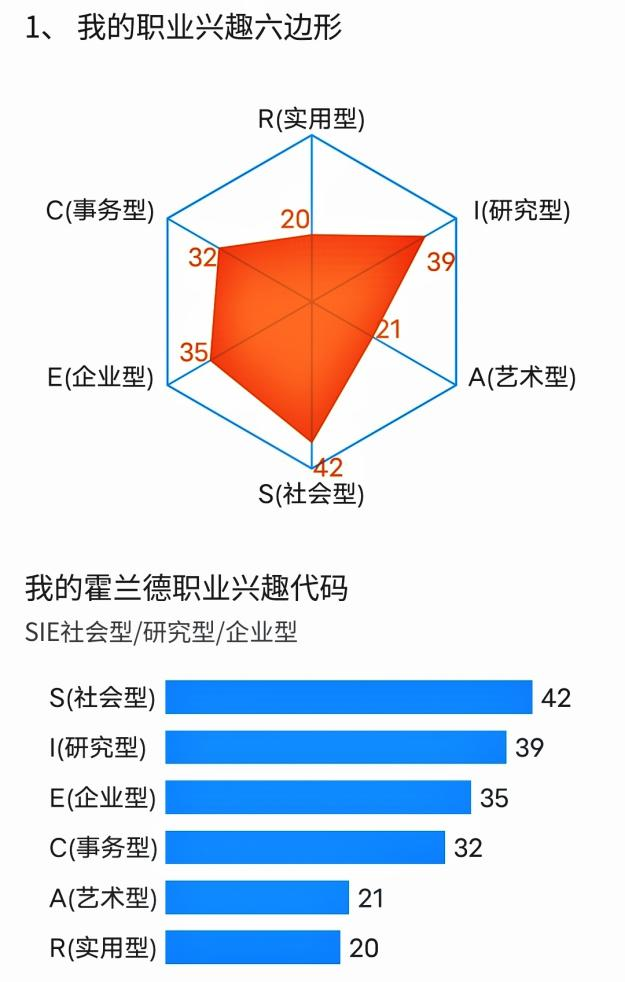 1、 我的职业兴趣六边形
R(实用型)
C(事务型)
I(研究型)
20
32
39
21
35
E(企业型)
A(艺术型)
42
S(社会型)
我的霍兰德职业兴趣代码
SIE社会型/研究型/企业型
S(社会型) 42
I(研究型) 39
E(企业型) 35
C(事务型) 32
A(艺术型) 21
R(实用型) 20